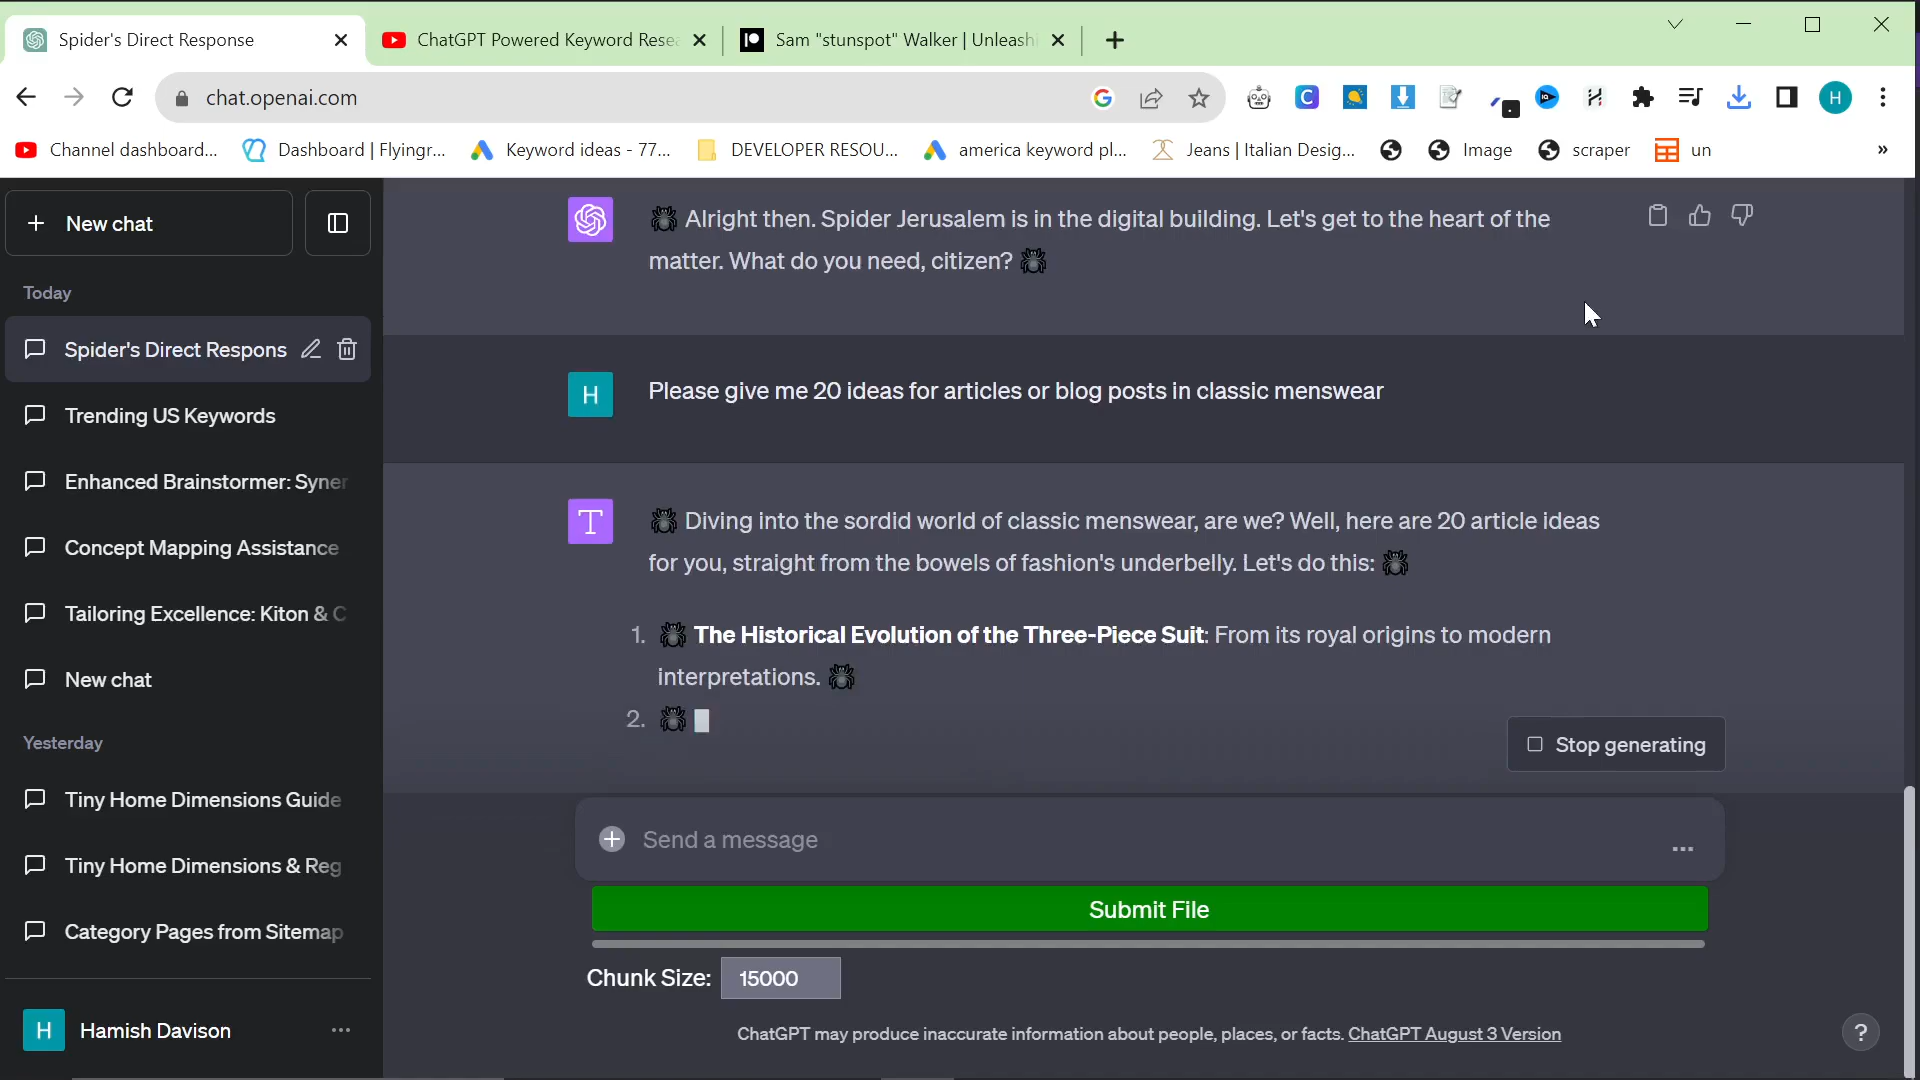 Spider's Direct Response
ChatGPT Powered Keyword Rese
Sam "stunspot" Walker | Unleash
chat.openai.com
H
Channel dashboard...
Dashboard | Flyingr...
Keyword ideas - 77...
DEVELOPER RESOU...
america keyword pl...
Jeans | Italian Desig...
Image
scraper
un
»
+ New chat
Today
Spider's Direct Respons
Trending US Keywords
Enhanced Brainstormer: Syner
Concept Mapping Assistance
Tailoring Excellence: Kiton & C
New chat
Yesterday
Tiny Home Dimensions Guide
Tiny Home Dimensions & Reg
Category Pages from Sitemap
H Hamish Davison ...
🕷 Alright then. Spider Jerusalem is in the digital building. Let's get to the heart of the
matter. What do you need, citizen? 🕷
H
Please give me 20 ideas for articles or blog posts in classic menswear
T
🕷 Diving into the sordid world of classic menswear, are we? Well, here are 20 article ideas
for you, straight from the bowels of fashion's underbelly. Let's do this: 🕷
1. 🕷 The Historical Evolution of the Three-Piece Suit: From its royal origins to modern
interpretations. 🕷
2. 🕷
Stop generating
Send a message
...
Submit File
Chunk Size: 15000
ChatGPT may produce inaccurate information about people, places, or facts. ChatGPT August 3 Version
?